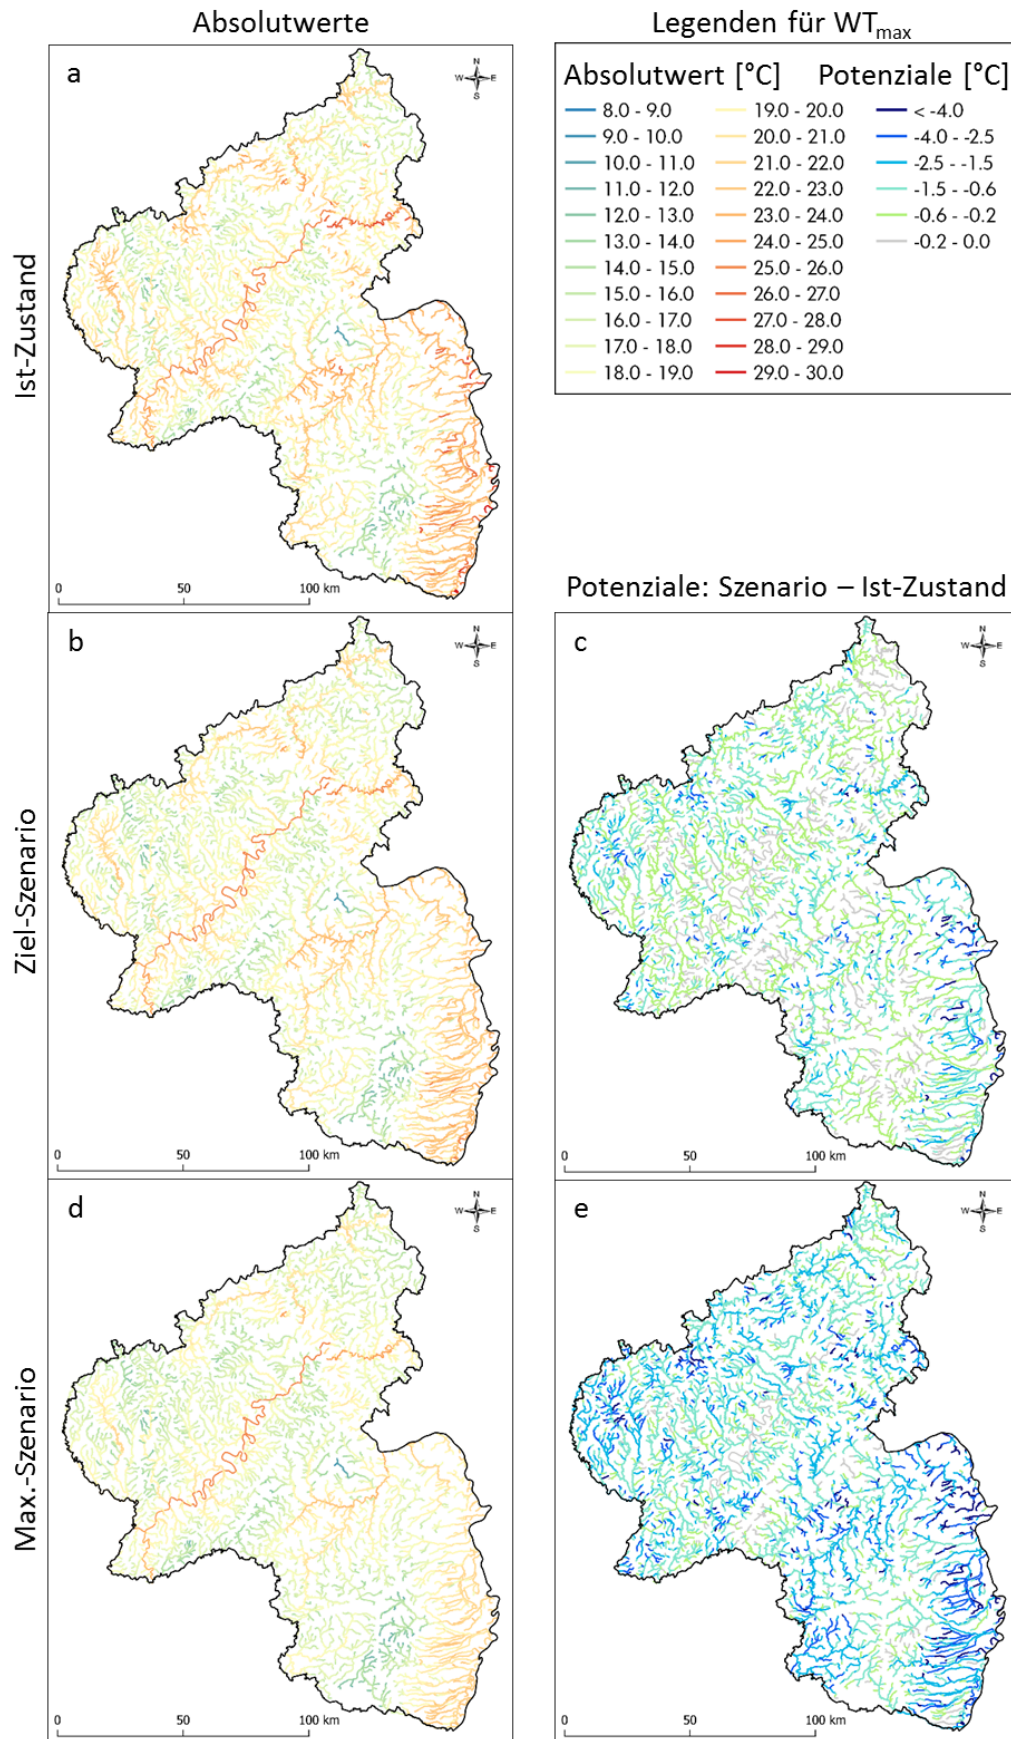 Absolutwerte
Legenden für WTmax
Absolutwert [°C] Potenziale [°C]
8.0 - 9.0 19.0 - 20.0 < -4.0
9.0 - 10.0 20.0 - 21.0 -4.0 - -2.5
10.0 - 11.0 21.0 - 22.0 -2.5 - -1.5
11.0 - 12.0 22.0 - 23.0 -1.5 - -0.6
12.0 - 13.0 23.0 - 24.0 -0.6 - -0.2
13.0 - 14.0 24.0 - 25.0 -0.2 - 0.0
14.0 - 15.0 25.0 - 26.0
15.0 - 16.0 26.0 - 27.0
16.0 - 17.0 27.0 - 28.0
17.0 - 18.0 28.0 - 29.0
18.0 - 19.0 29.0 - 30.0
Ist-Zustand
a
N
W E
S
0 50 100 km
Potenziale: Szenario – Ist-Zustand
Ziel-Szenario
b
N
W E
S
0 50 100 km
c
N
W E
S
0 50 100 km
Max.-Szenario
d
N
W E
S
0 50 100 km
e
N
W E
S
0 50 100 km